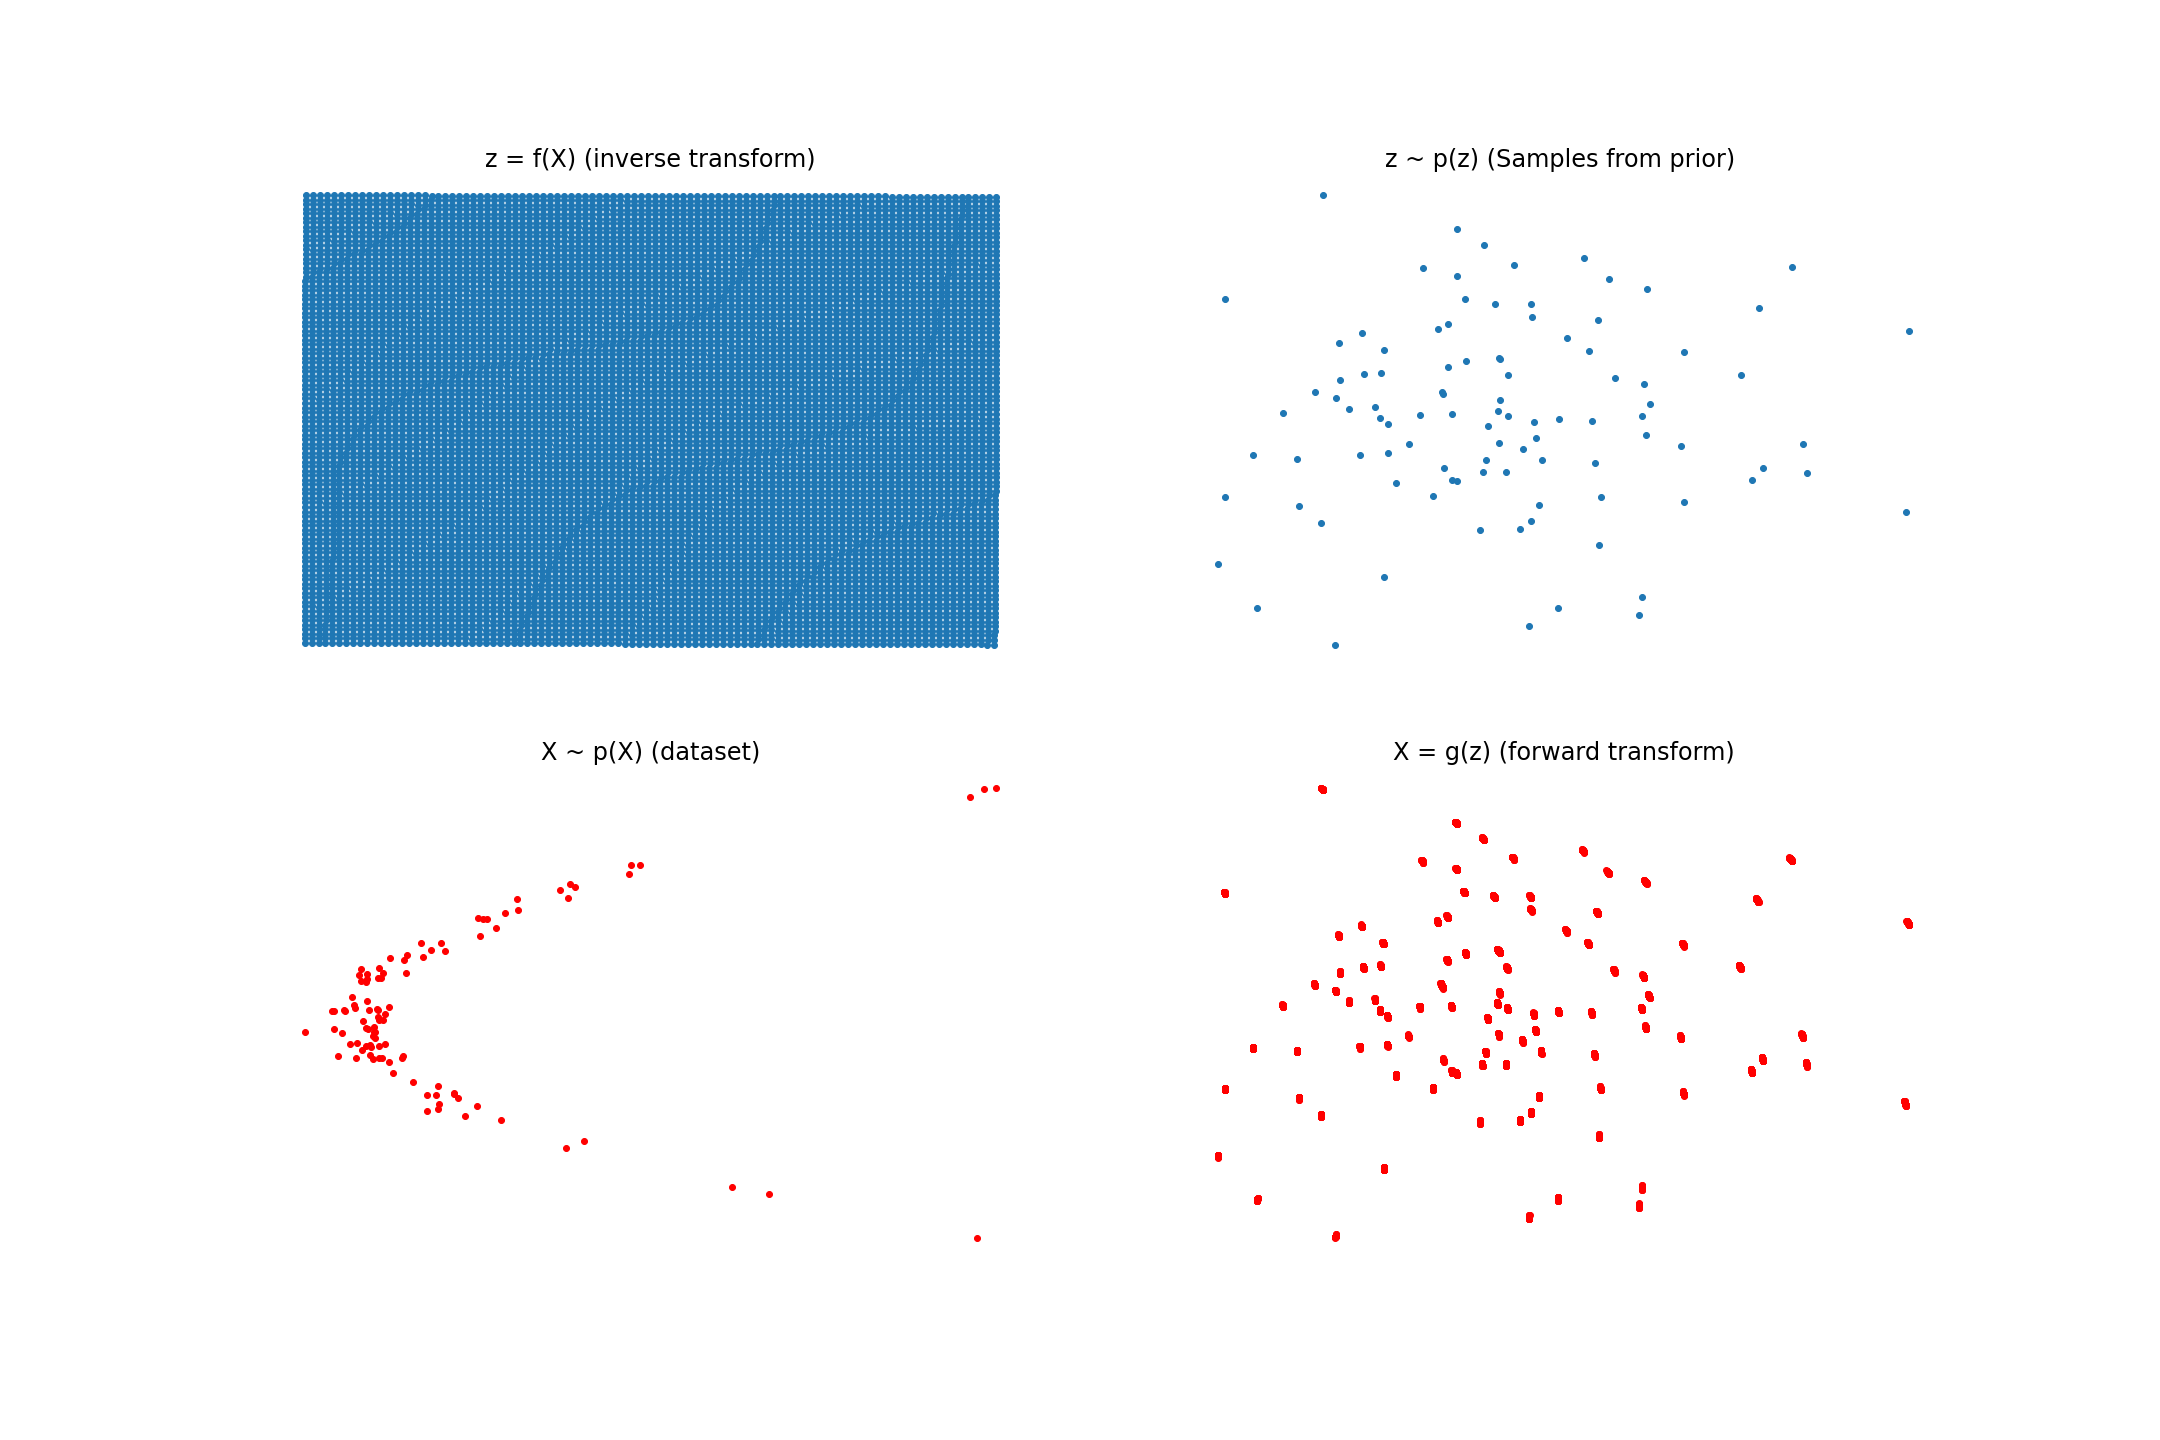 z = f(X) (inverse transform)
z ~ p(z) (Samples from prior)
X ~ p(X) (dataset)
X = g(z) (forward transform)